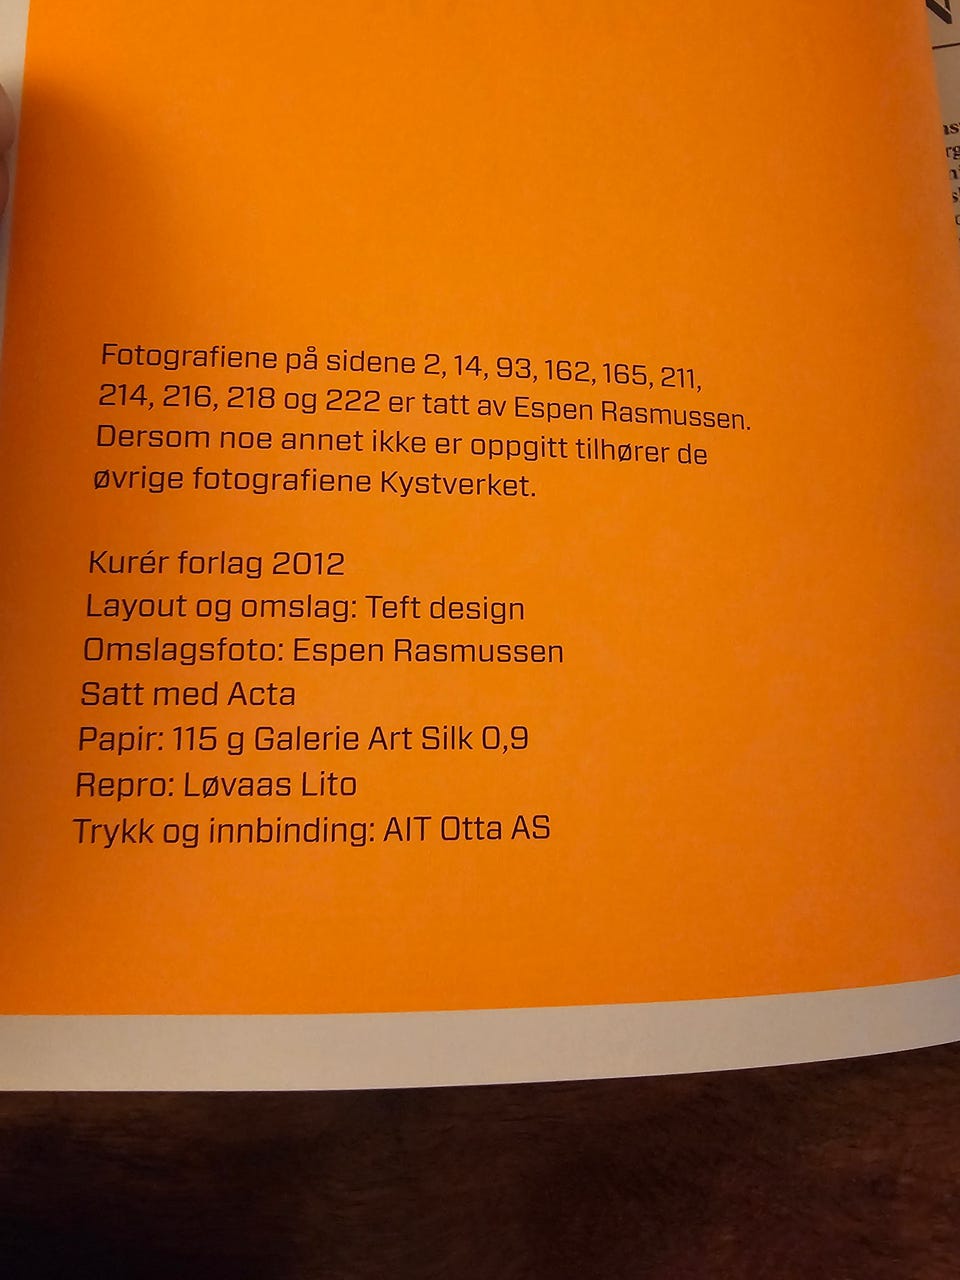 Fotografiene på sidene 2, 14, 93, 162, 165, 211,
214, 216, 218 og 222 er tatt av Espen Rasmussen.
Dersom noe annet ikke er oppgitt tilhører de
øvrige fotografiene Kystverket.
Kurér forlag 2012
Layout og omslag: Teft design
Omslagsfoto: Espen Rasmussen
Satt med Acta
Papir: 115 g Galerie Art Silk 0,9
Repro: Løvaas Lito
Trykk og innbinding: AIT Otta AS